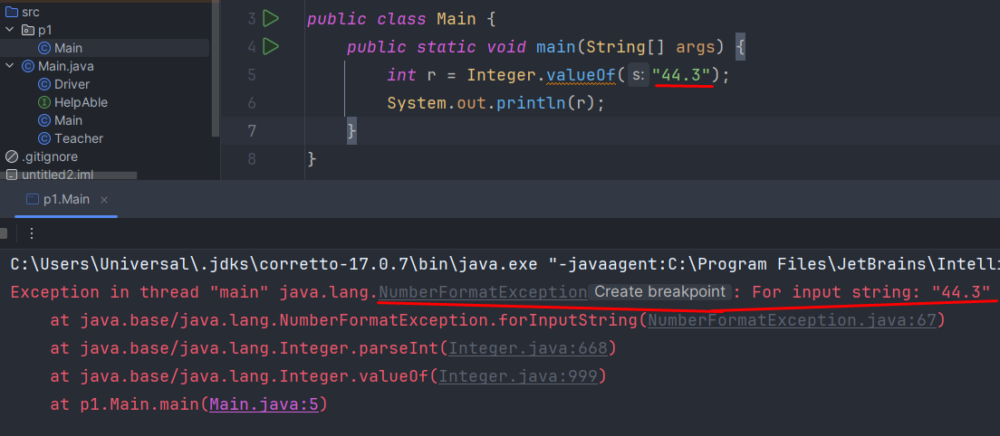 src
p1
Main
Main.java
Driver
HelpAble
Main
Teacher
.gitignore
untitled2.iml
3 public class Main {
4 public static void main(String[] args) {
5 int r = Integer.valueOf( s: "44.3");
6 System.out.println(r);
7 }
8 }
p1.Main ×
C:\Users\Universal\.jdks\corretto-17.0.7\bin\java.exe "-javaagent:C:\Program Files\JetBrains\Intelli
Exception in thread "main" java.lang.NumberFormatException Create breakpoint : For input string: "44.3"
at java.base/java.lang.NumberFormatException.forInputString(NumberFormatException.java:67)
at java.base/java.lang.Integer.parseInt(Integer.java:668)
at java.base/java.lang.Integer.valueOf(Integer.java:999)
at p1.Main.main(Main.java:5)